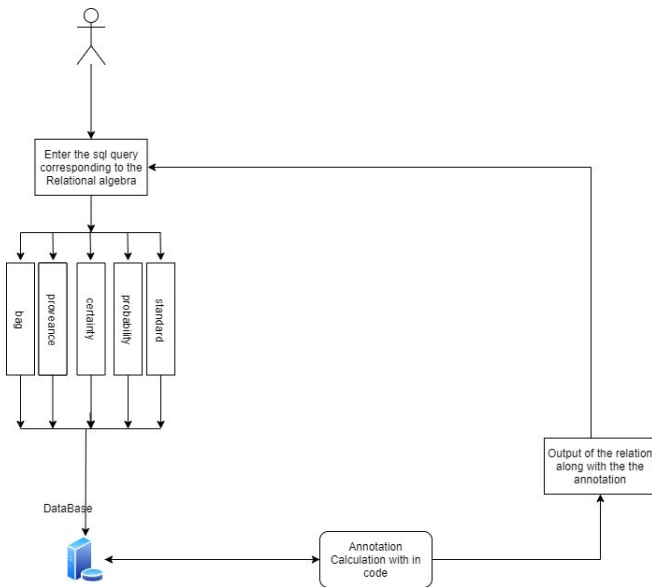 Enter the sql query
corresponding to the
Relational algebra
bag
proveance
certainty
probability
standard
Output of the relation
along with the the
annotation
DataBase
Annotation
Calculation with in
code